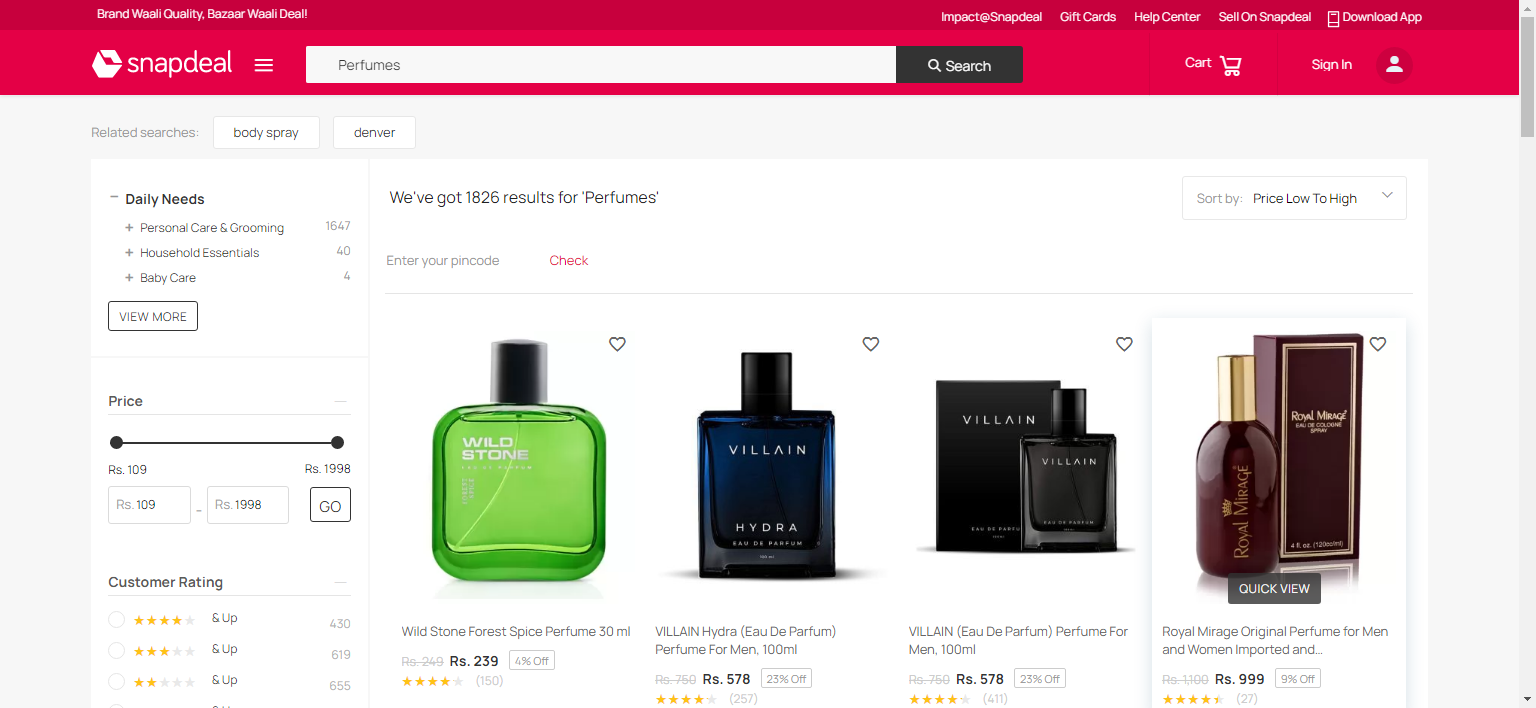 Brand Waali Quality, Bazaar Waali Deal!
Impact@Snapdeal Gift Cards Help Center Sell On Snapdeal Download App
snapdeal
Perfumes
Search
Cart
Sign In
Related searches: body spray denver
Daily Needs
Personal Care & Grooming 1647
Household Essentials 40
Baby Care 4
VIEW MORE
Price
Rs. 109 Rs. 1998
Rs. 109 - Rs. 1998 GO
Customer Rating
& Up 430
& Up 619
& Up 655
We've got 1826 results for 'Perfumes'
Sort by: Price Low To High
Enter your pincode Check
WILD
STONE
EAU DE PARFUM
Wild Stone Forest Spice Perfume 30 ml
Rs. 249 Rs. 239 4% Off
(150)
VILLAIN
HYDRA
EAU DE PARFUM
100 ml
VILLAIN Hydra (Eau De Parfum)
Perfume For Men, 100ml
Rs. 750 Rs. 578 23% Off
(257)
VILLAIN
EAU DE PARFUM
VILLAIN
EAU DE PARFUM
VILLAIN (Eau De Parfum) Perfume For
Men, 100ml
Rs. 750 Rs. 578 23% Off
(411)
ROYAL MIRAGE
EAU DE COLOGNE
SPRAY
ROYAL MIRAGE
4 fl. oz. (120cc/ml)
QUICK VIEW
Royal Mirage Original Perfume for Men
and Women Imported and...
Rs. 1,100 Rs. 999 9% Off
(27)